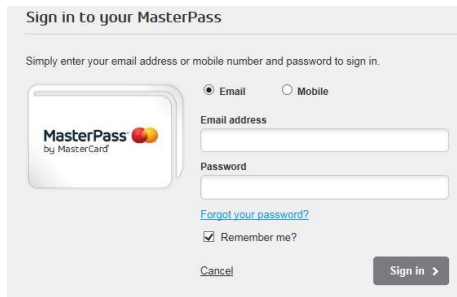 Sign in to your MasterPass
Simply enter your email address or mobile number and password to sign in.
Email Mobile
MasterPass
by MasterCard
Email address
Password
Forgot your password?
Remember me?
Cancel Sign in >